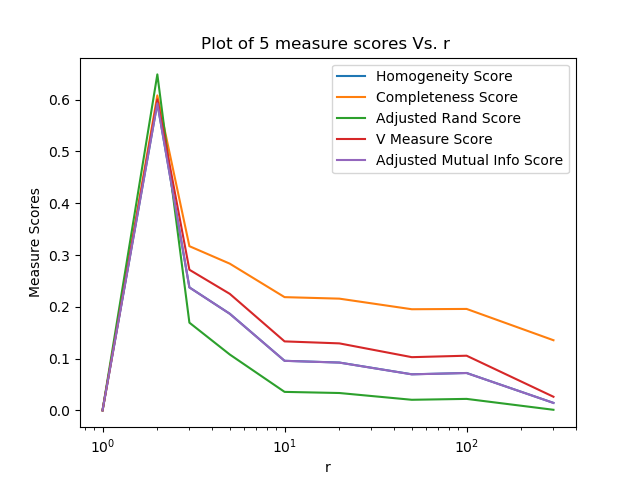 Plot of 5 measure scores Vs. r
Homogeneity Score
Completeness Score
Adjusted Rand Score
V Measure Score
Adjusted Mutual Info Score
Measure Scores
0.6
0.5
0.4
0.3
0.2
0.1
0.0
10⁰ 10¹ 10²
r